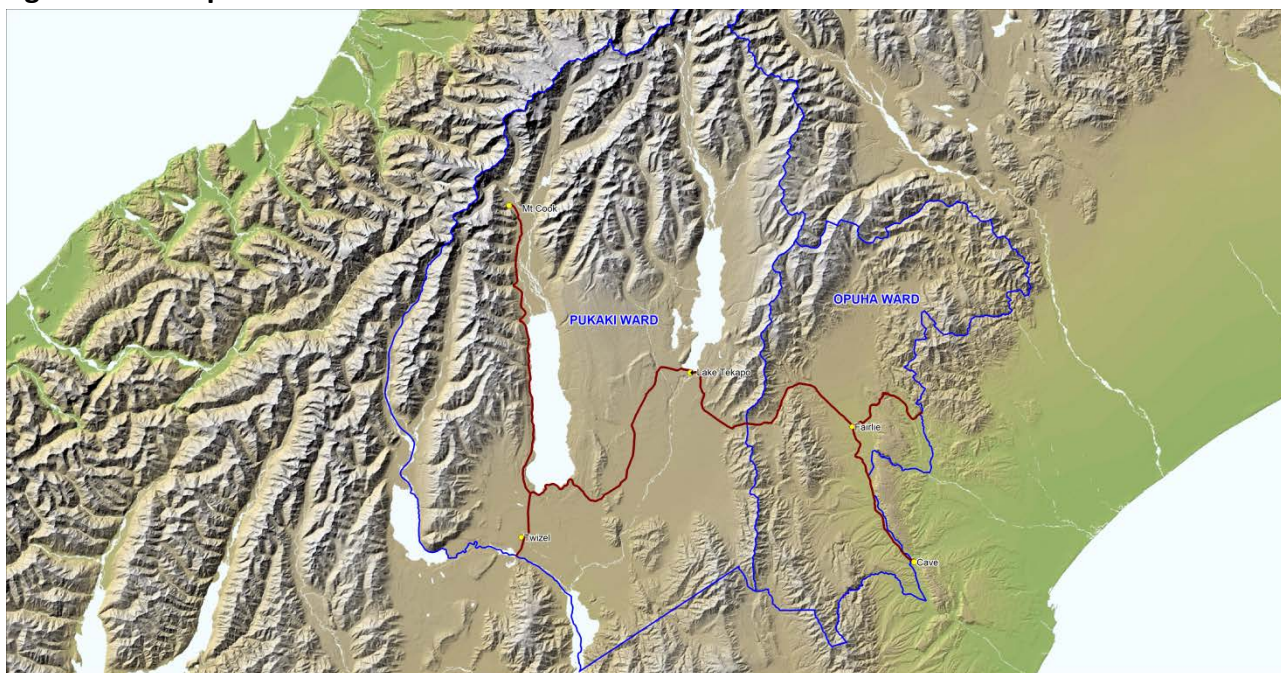 Mt Cook
PUKAKI WARD
OPUHA WARD
Lake Tekapo
Fairlie
Twizel
Cave